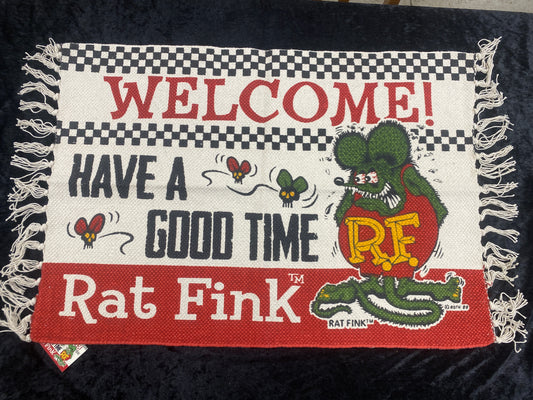 WELCOME!
HAVE A
GOOD TIME
R.F.
Rat Fink™
RAT FINK™